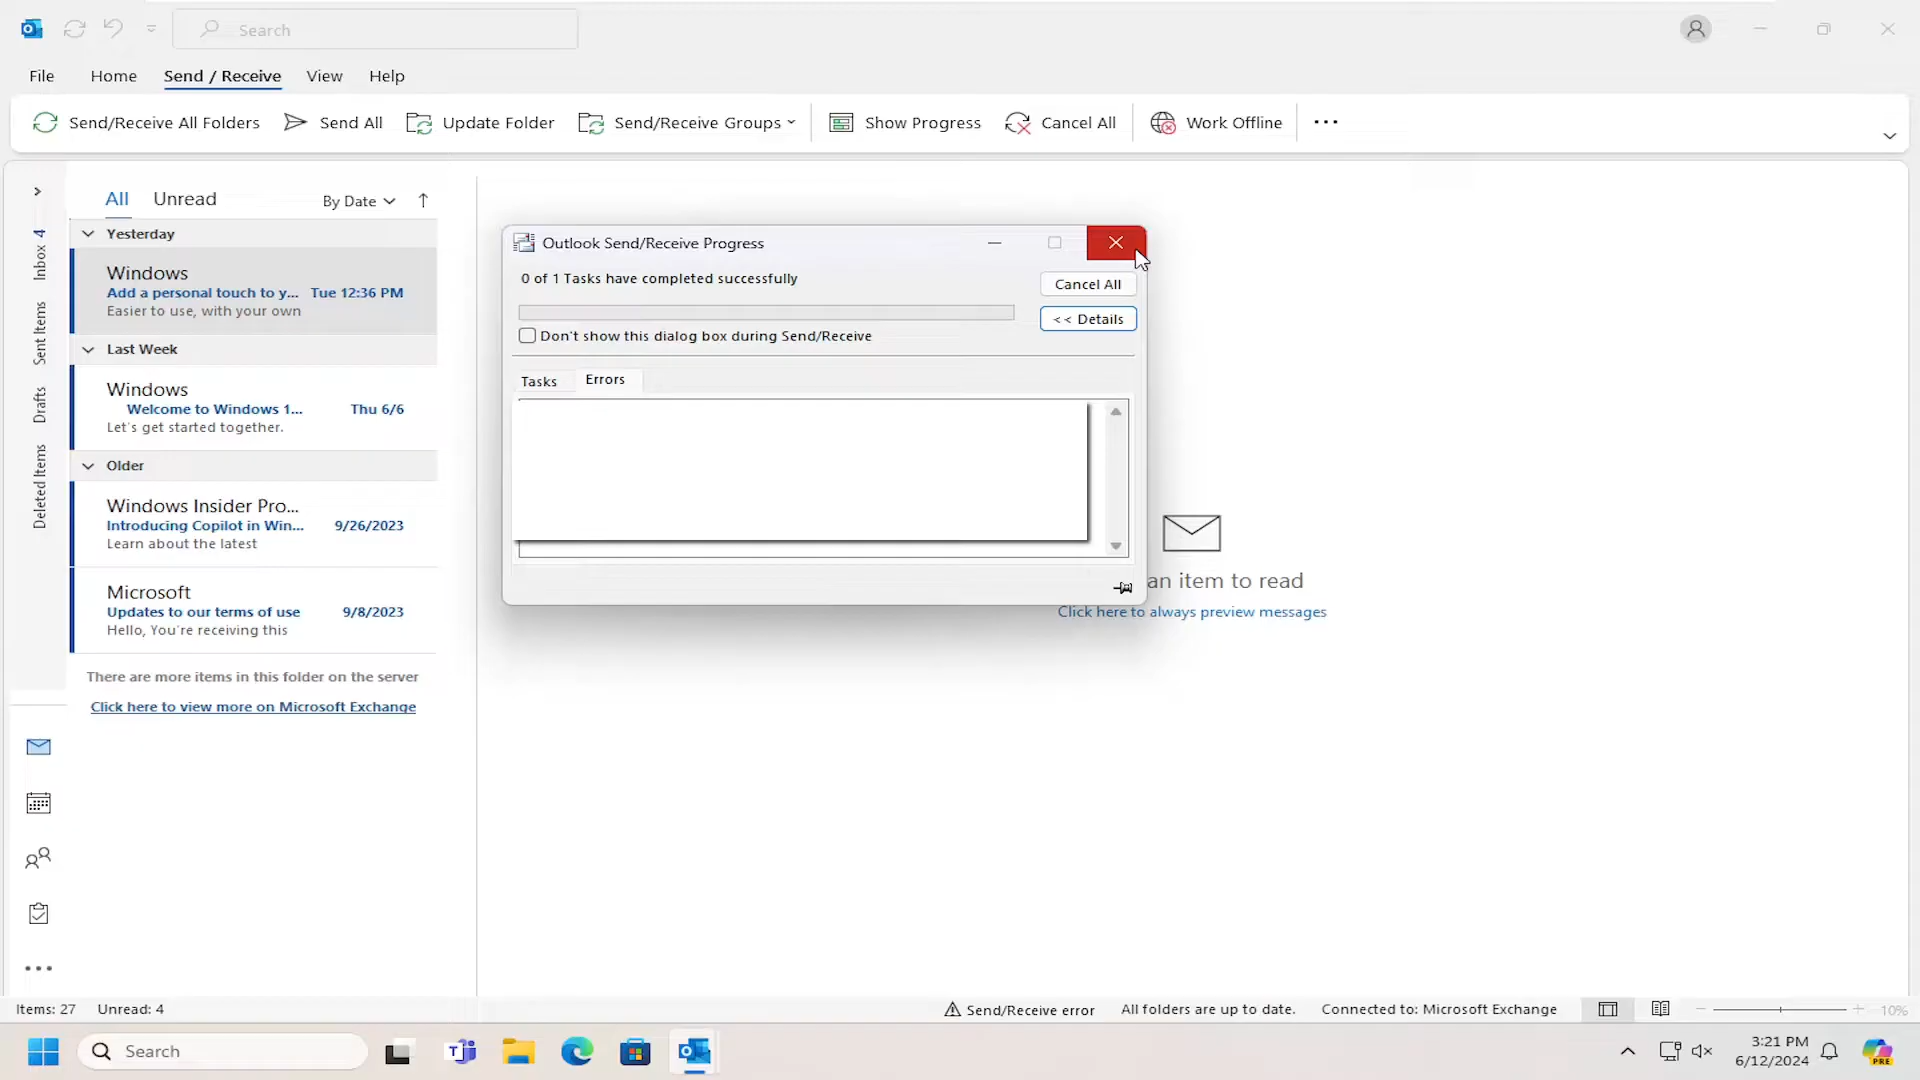 Search
File Home Send / Receive View Help
Send/Receive All Folders Send All Update Folder Send/Receive Groups Show Progress Cancel All Work Offline
All Unread By Date
Yesterday
Windows
Add a personal touch to y... Tue 12:36 PM
Easier to use, with your own
Last Week
Windows
Welcome to Windows 1... Thu 6/6
Let's get started together.
Older
Windows Insider Pro...
Introducing Copilot in Win... 9/26/2023
Learn about the latest
Microsoft
Updates to our terms of use 9/8/2023
Hello, You're receiving this
There are more items in this folder on the server
Click here to view more on Microsoft Exchange
Inbox 4
Sent Items
Drafts
Deleted Items
Outlook Send/Receive Progress
0 of 1 Tasks have completed successfully
Cancel All
<< Details
Don't show this dialog box during Send/Receive
Tasks Errors
an item to read
Click here to always preview messages
Items: 27 Unread: 4 Send/Receive error All folders are up to date. Connected to: Microsoft Exchange 10%
Search
3:21 PM
6/12/2024
PRE